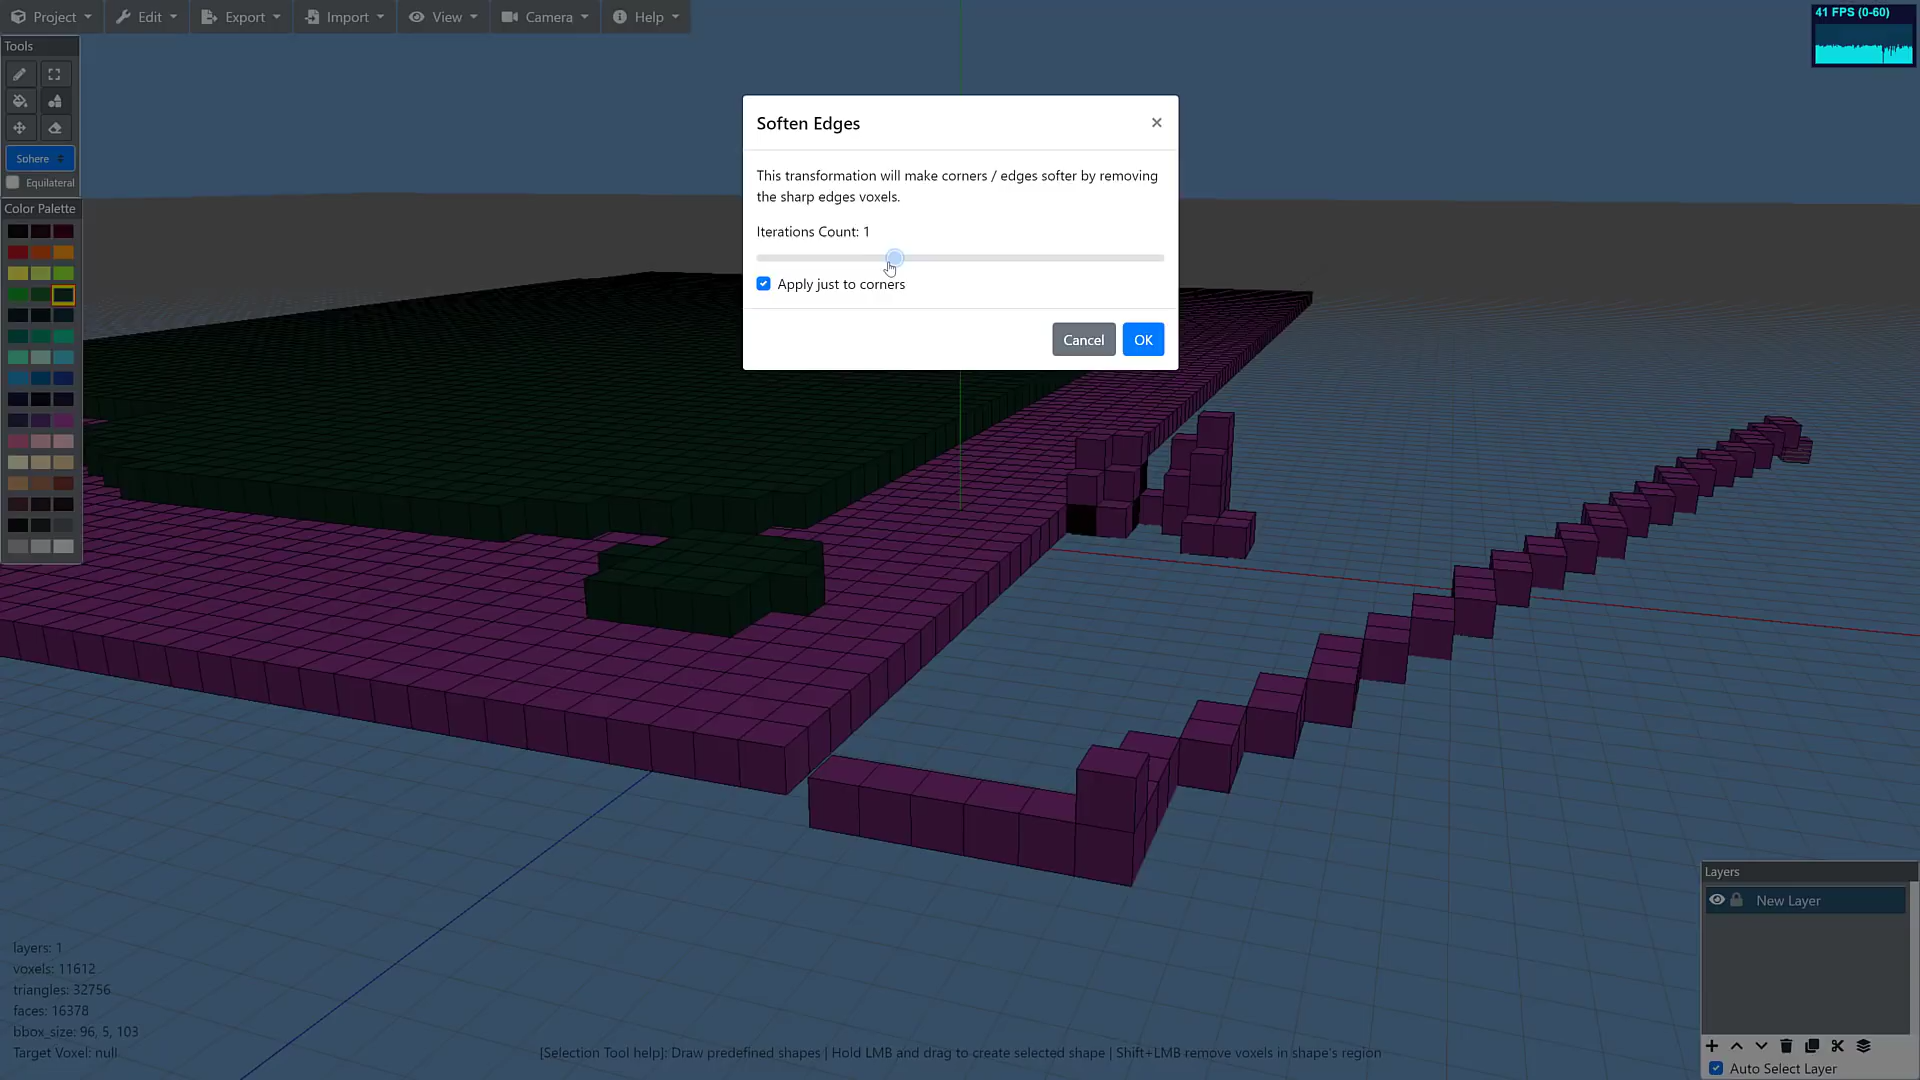 Project
Edit
Export
Import
View
Camera
Help
41 FPS (0-60)
Tools
Sphere
Equilateral
Color Palette
Soften Edges
×
This transformation will make corners / edges softer by removing
the sharp edges voxels.
Iterations Count: 1
Apply just to corners
Cancel
OK
Layers
New Layer
layers: 1
voxels: 11612
triangles: 32756
faces: 16378
bbox_size: 96, 5, 103
Target Voxel: null
[Selection Tool help]: Draw predefined shapes | Hold LMB and drag to create selected shape | Shift+LMB remove voxels in shape's region
Auto Select Layer